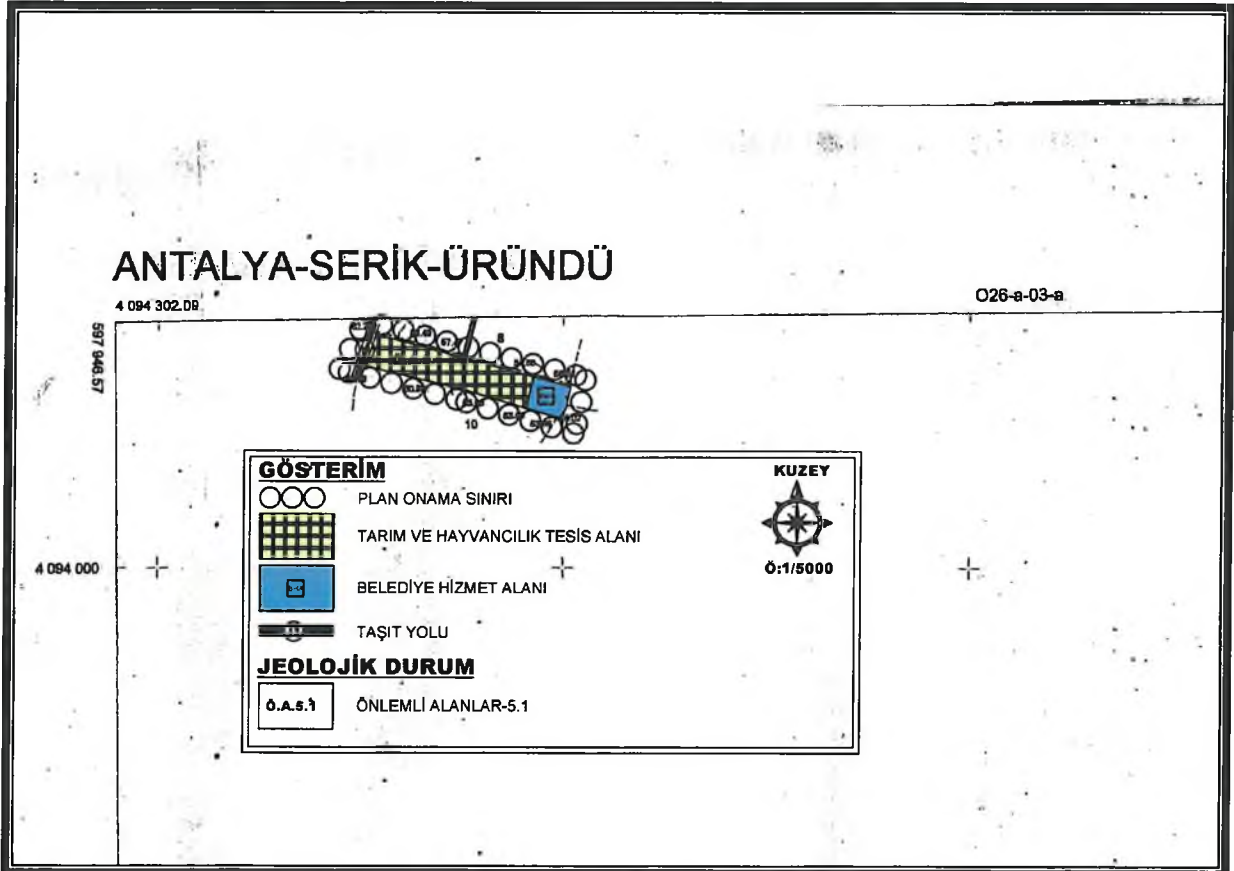 ANTALYA-SERİK-ÜRÜNDÜ
4 094 302.09
O26-a-03-a
597 946.57
8
10
GÖSTERİM
KUZEY
PLAN ONAMA SINIRI
TARIM VE HAYVANCILIK TESİS ALANI
4 094 000
Ö:1/5000
BELEDİYE HİZMET ALANI
TAŞIT YOLU
JEOLOJİK DURUM
Ö.A.5.1
ÖNLEMLİ ALANLAR-5.1